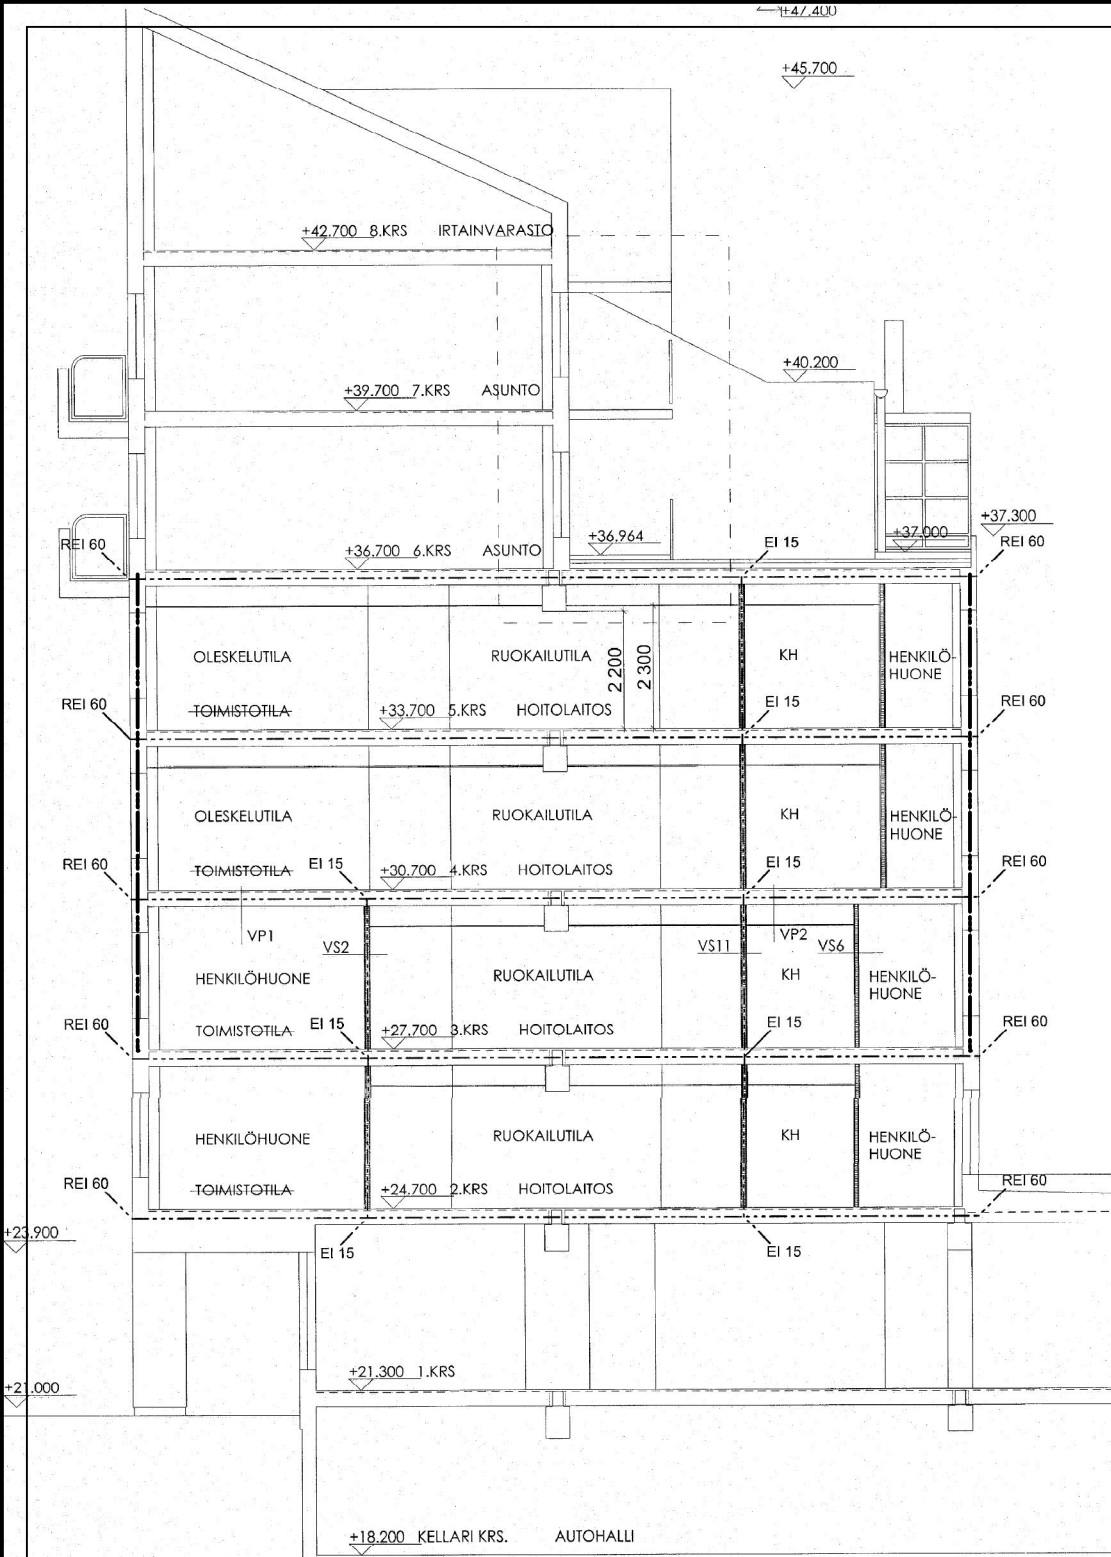 +47.400
+45.700
+42.700 8.KRS IRTAINVARASTO
+40.200
+39.700 7.KRS ASUNTO
+37.300
+37.000
+36.964
REI 60
+36.700 6.KRS ASUNTO
EI 15
REI 60
OLESKELUTILA
RUOKAILUTILA
2 200
2 300
KH
HENKILÖ-
HUONE
REI 60
TOIMISTOTILA
+33.700 5.KRS HOITOLAITOS
EI 15
REI 60
OLESKELUTILA
RUOKAILUTILA
KH
HENKILÖ-
HUONE
REI 60
TOIMISTOTILA
EI 15
+30.700 4.KRS HOITOLAITOS
EI 15
REI 60
VP1
VS2
VS11
VP2
VS6
HENKILÖHUONE
RUOKAILUTILA
KH
HENKILÖ-
HUONE
REI 60
TOIMISTOTILA
EI 15
+27.700 3.KRS HOITOLAITOS
EI 15
REI 60
HENKILÖHUONE
RUOKAILUTILA
KH
HENKILÖ-
HUONE
REI 60
TOIMISTOTILA
+24.700 2.KRS HOITOLAITOS
REI 60
+23.900
EI 15
EI 15
+21.300 1.KRS
+21.000
+18.200 KELLARI KRS. AUTOHALLI